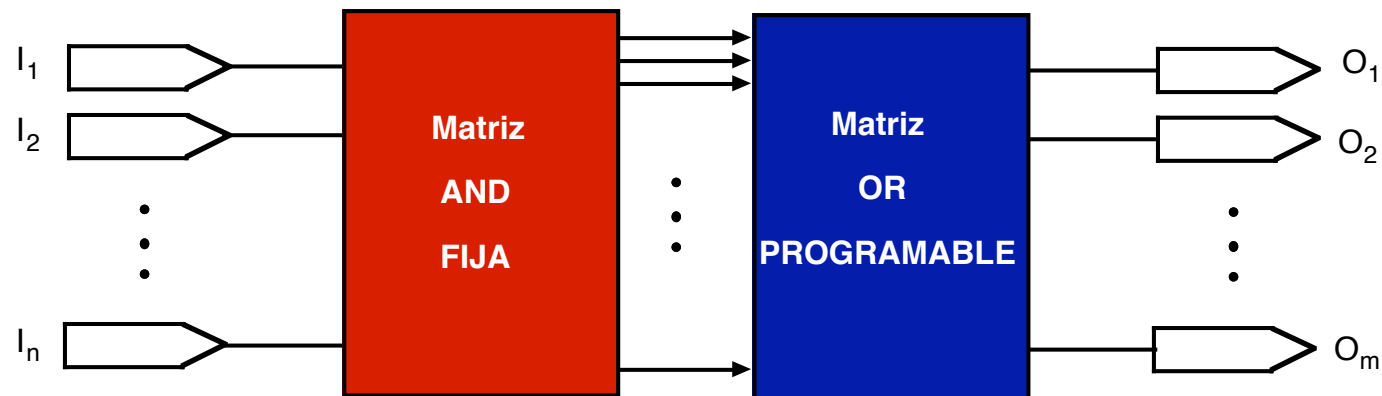 I1
I2
In
Matriz
AND
FIJA
Matriz
OR
PROGRAMABLE
O1
O2
Om